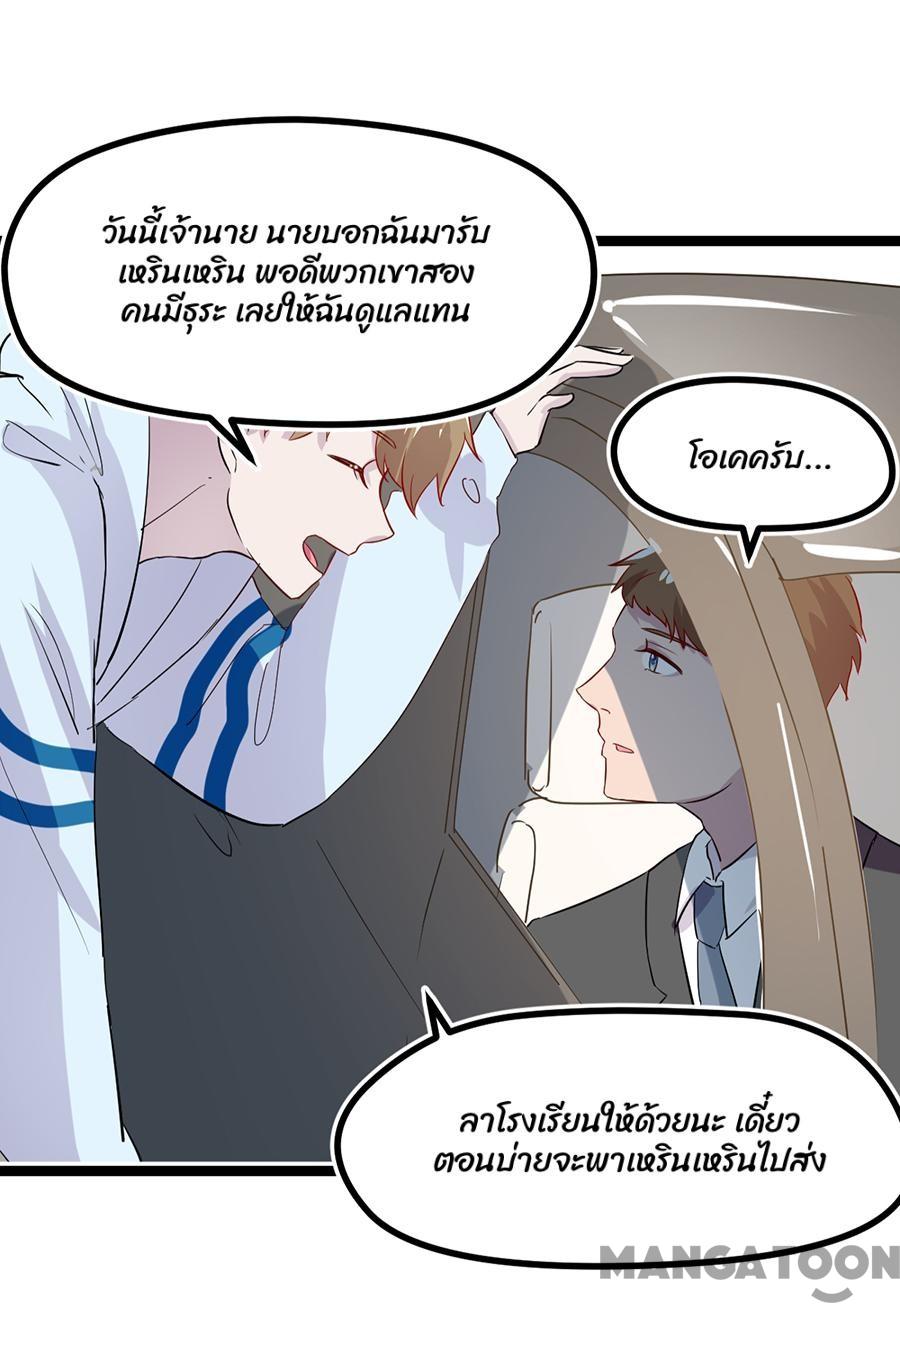 วันนี้เจ้านาย นายบอกฉันมารับ
เหรินเหริน พอดีพวกเขาสอง
คนมีธุระ เลยให้ฉันดูแลแทน
โอเคครับ...
ลาโรงเรียนให้ด้วยนะ เดี๋ยว
ตอนบ่ายจะพาเหรินเหรินไปส่ง
MANGATOON